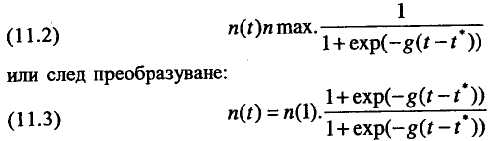 (11.2) n(t)n max. 1 / 1+exp(-g(t-t*))
или след преобразуване:
(11.3) n(t) = n(1). 1+exp(-g(t-t*)) / 1+exp(-g(t-t*))